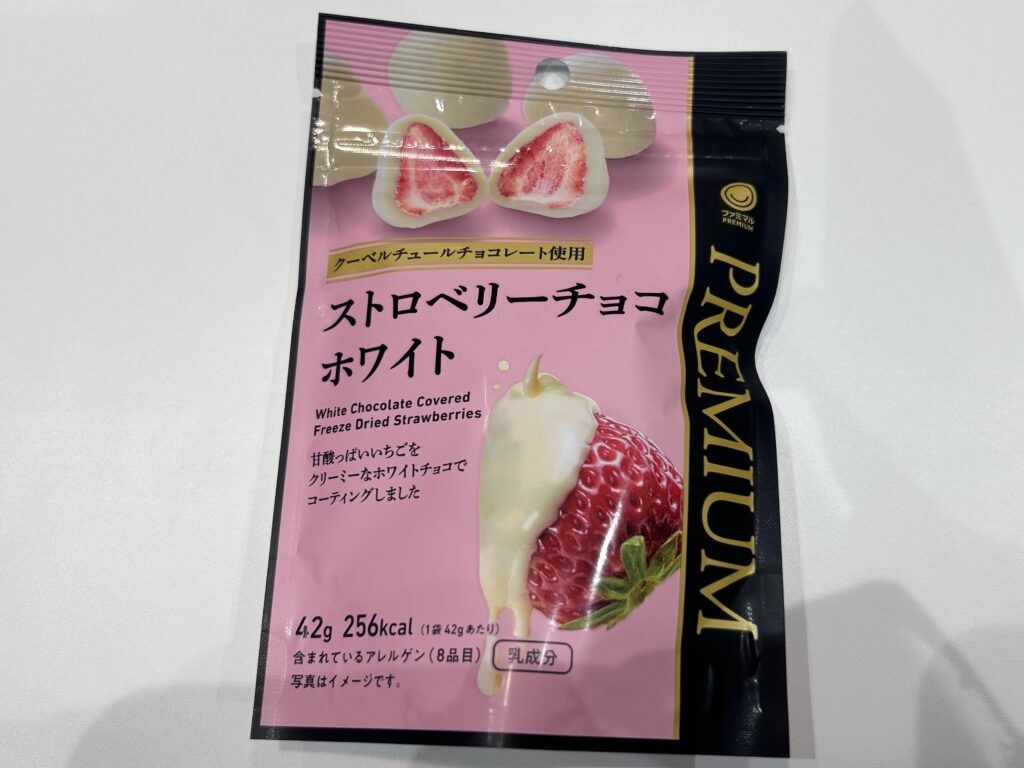 ファミマル
PREMIUM
PREMIUM
クーベルチュールチョコレート使用
ストロベリーチョコ
ホワイト
White Chocolate Covered
Freeze Dried Strawberries
甘酸っぱいいちごを
クリーミーなホワイトチョコで
コーティングしました
42g 256kcal (1袋42gあたり)
含まれているアレルゲン(8品目) 乳成分
写真はイメージです。